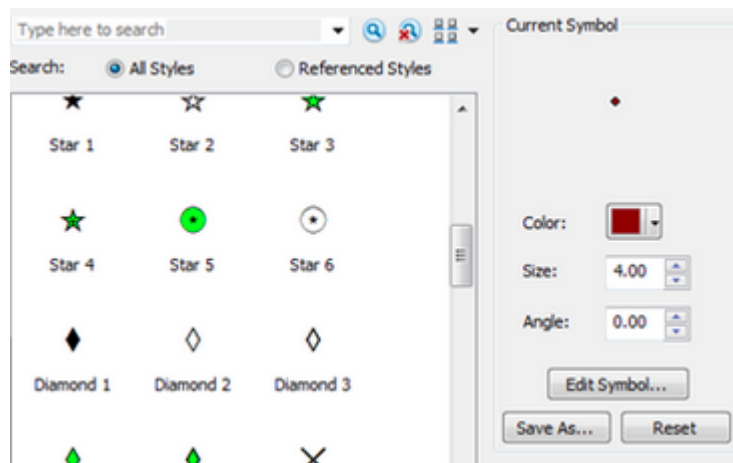 Type here to search
Current Symbol
Search: All Styles Referenced Styles
Star 1 Star 2 Star 3
Star 4 Star 5 Star 6
Color:
Size: 4.00
Angle: 0.00
Diamond 1 Diamond 2 Diamond 3
Edit Symbol...
Save As... Reset